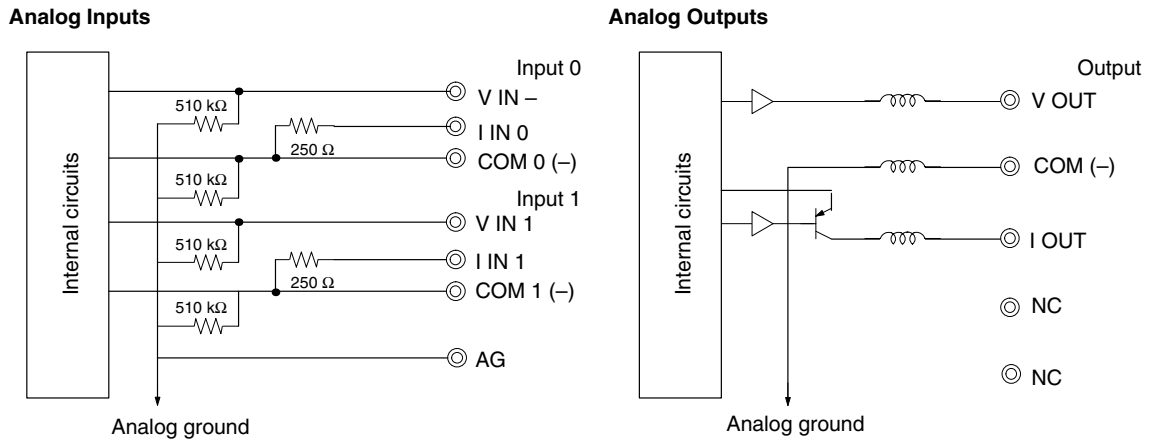 Analog Inputs
Internal circuits
Input 0
510 kΩ
V IN –
I IN 0
250 Ω
COM 0 (–)
510 kΩ
Input 1
V IN 1
510 kΩ
I IN 1
250 Ω
COM 1 (–)
510 kΩ
AG
Analog ground
Analog Outputs
Internal circuits
Output
V OUT
COM (–)
I OUT
NC
NC
Analog ground